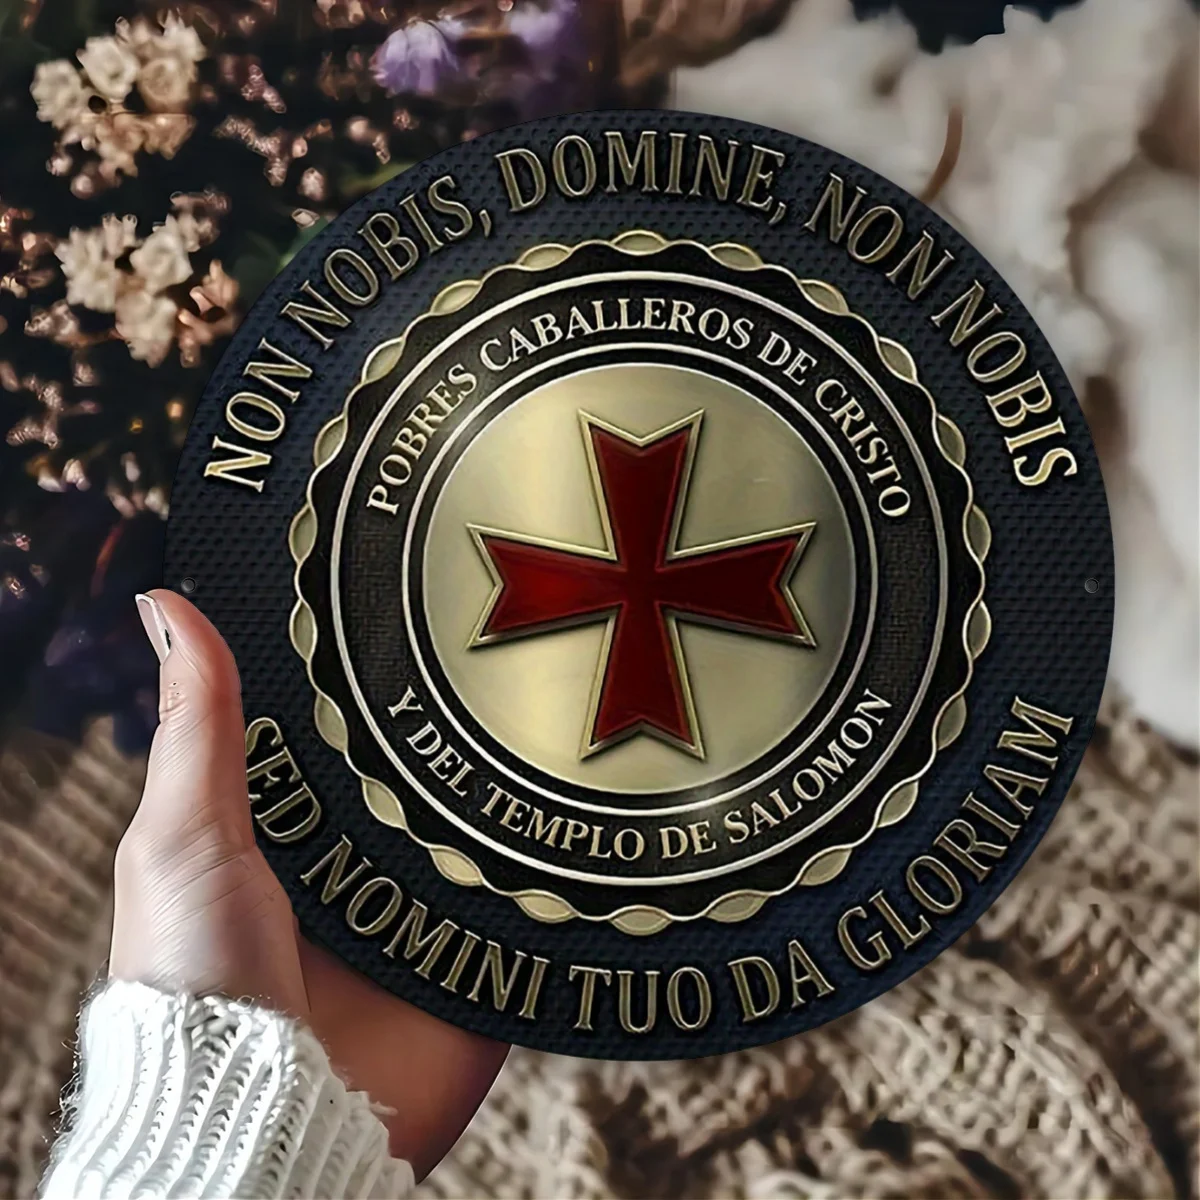 NON NOBIS, DOMINE, NON NOBIS
POBRES CABALLEROS DE CRISTO
Y DEL TEMPLO DE SALOMON
SED NOMINI TUO DA GLORIAM